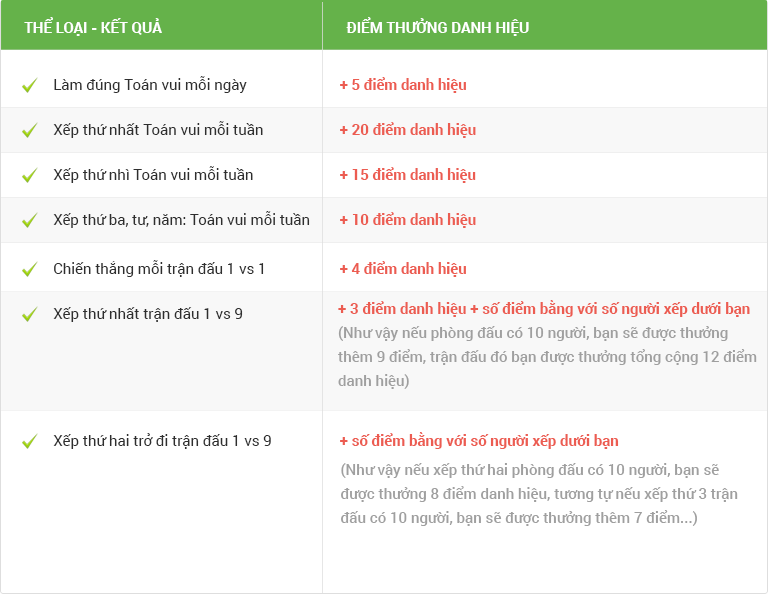 THỂ LOẠI - KẾT QUẢ
ĐIỂM THƯỞNG DANH HIỆU
Làm đúng Toán vui mỗi ngày
+ 5 điểm danh hiệu
Xếp thứ nhất Toán vui mỗi tuần
+ 20 điểm danh hiệu
Xếp thứ nhì Toán vui mỗi tuần
+ 15 điểm danh hiệu
Xếp thứ ba, tư, năm: Toán vui mỗi tuần
+ 10 điểm danh hiệu
Chiến thắng mỗi trận đấu 1 vs 1
+ 4 điểm danh hiệu
Xếp thứ nhất trận đấu 1 vs 9
+ 3 điểm danh hiệu + số điểm bằng với số người xếp dưới bạn
(Như vậy nếu phòng đấu có 10 người, bạn sẽ được thưởng
thêm 9 điểm, trận đấu đó bạn được thưởng tổng cộng 12 điểm
danh hiệu)
Xếp thứ hai trở đi trận đấu 1 vs 9
+ số điểm bằng với số người xếp dưới bạn
(Như vậy nếu xếp thứ hai phòng đấu có 10 người, bạn sẽ
được thưởng 8 điểm danh hiệu, tương tự nếu xếp thứ 3 trận
đấu có 10 người, bạn sẽ được thưởng thêm 7 điểm...)